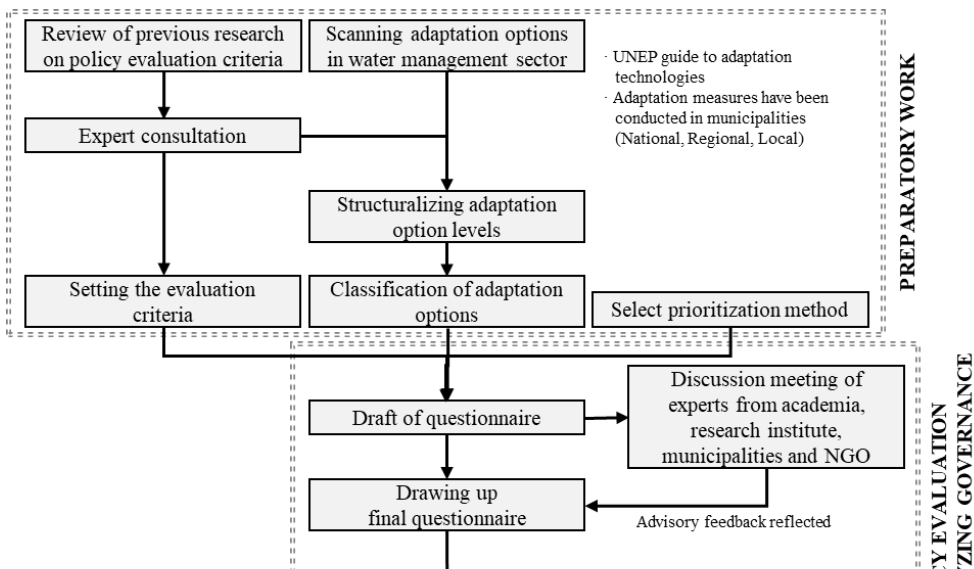 Review of previous research
on policy evaluation criteria
Scanning adaptation options
in water management sector
· UNEP guide to adaptation
technologies
· Adaptation measures have been
conducted in municipalities
(National, Regional, Local)
Expert consultation
Structuralizing adaptation
option levels
Setting the evaluation
criteria
Classification of adaptation
options
Select prioritization method
PREPARATORY WORK
Draft of questionnaire
Discussion meeting of
experts from academia,
research institute,
municipalities and NGO
Drawing up
final questionnaire
Advisory feedback reflected
EVALUATION
GOVERNANCE